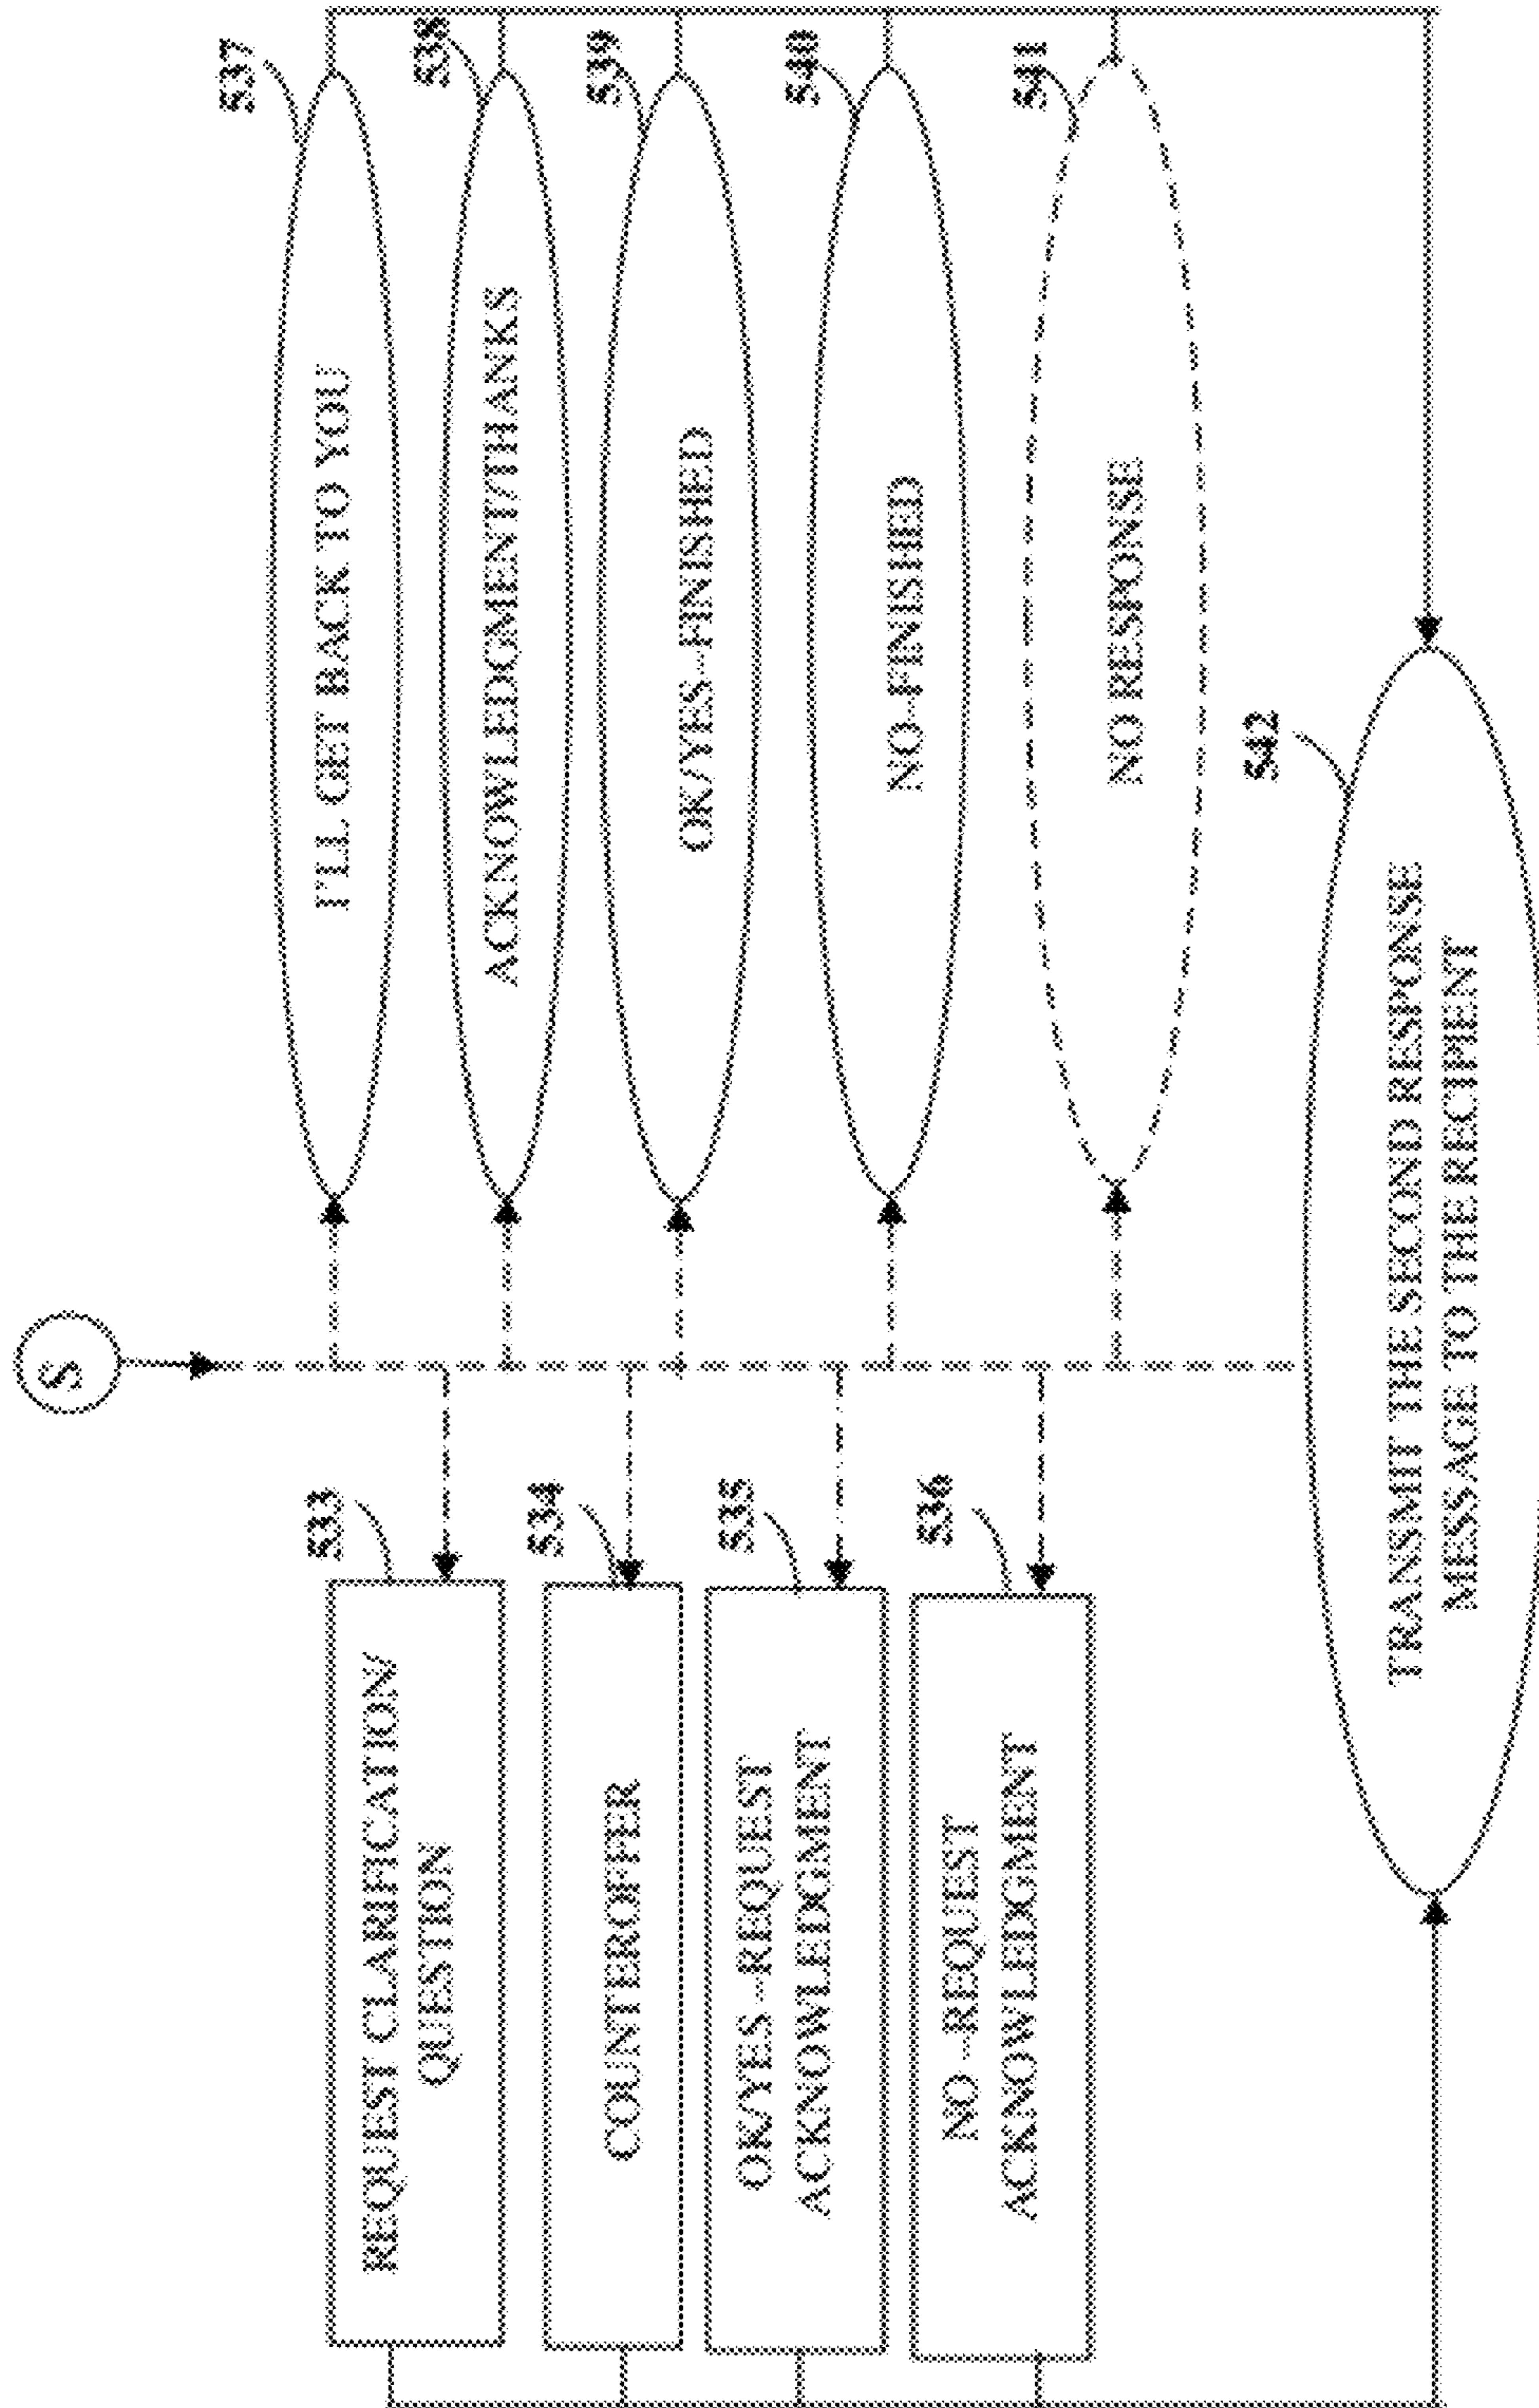 S
533
REQUEST CLARIFICATION/
QUESTION
534
COUNTEROFFER
535
OK/YES --REQUEST
ACKNOWLEDGMENT
536
NO --REQUEST
ACKNOWLEDGMENT
537
I'LL GET BACK TO YOU
538
ACKNOWLEDGMENT/THANKS
539
OK/YES--FINISHED
540
NO--FINISHED
541
NO RESPONSE
542
TRANSMIT THE SECOND RESPONSE
MESSAGE TO THE RECIPIENT